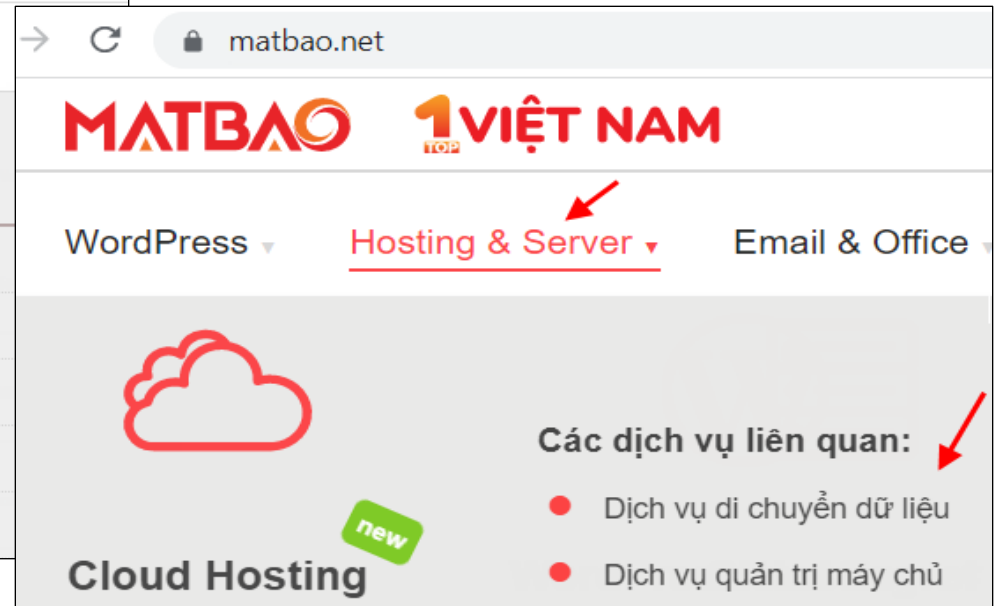 matbao.net
MATBAO 1 TOP VIỆT NAM
WordPress Hosting & Server Email & Office
Các dịch vụ liên quan:
Dịch vụ di chuyển dữ liệu
new
Cloud Hosting
Dịch vụ quản trị máy chủ